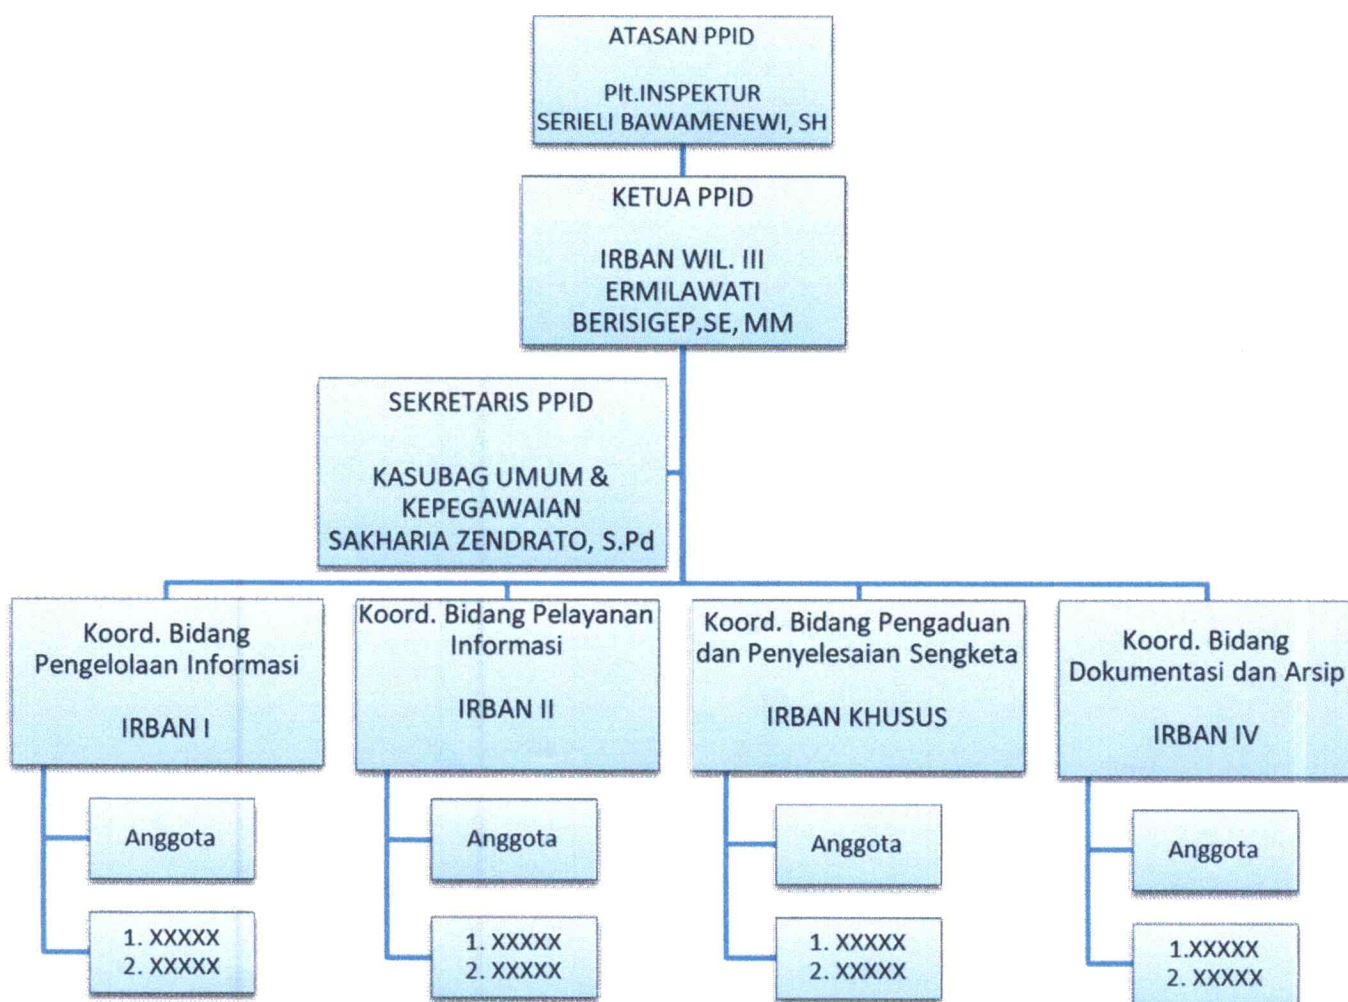 ATASAN PPID
Plt.INSPEKTUR
SERIELI BAWAMENEWI, SH
KETUA PPID
IRBAN WIL. III
ERMILAWATI
BERISIGEP,SE, MM
SEKRETARIS PPID
KASUBAG UMUM &
KEPEGAWAIAN
SAKHARIA ZENDRATO, S.Pd
Koord. Bidang
Pengelolaan Informasi
IRBAN I
Koord. Bidang Pelayanan
Informasi
IRBAN II
Koord. Bidang Pengaduan
dan Penyelesaian Sengketa
IRBAN KHUSUS
Koord. Bidang
Dokumentasi dan Arsip
IRBAN IV
Anggota
Anggota
Anggota
Anggota
1. XXXXX
2. XXXXX
1. XXXXX
2. XXXXX
1. XXXXX
2. XXXXX
1.XXXXX
2. XXXXX